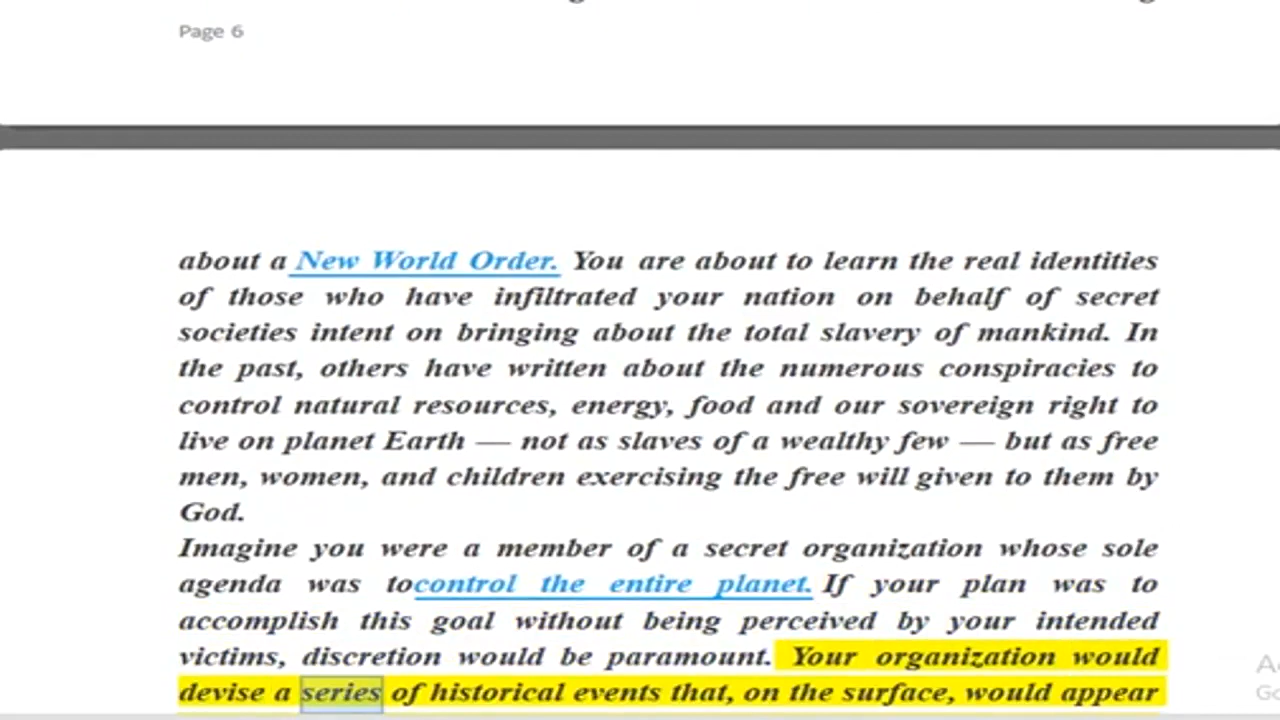 Page 6
about a New World Order. You are about to learn the real identities
of those who have infiltrated your nation on behalf of secret
societies intent on bringing about the total slavery of mankind. In
the past, others have written about the numerous conspiracies to
control natural resources, energy, food and our sovereign right to
live on planet Earth — not as slaves of a wealthy few — but as free
men, women, and children exercising the free will given to them by
God.
Imagine you were a member of a secret organization whose sole
agenda was tocontrol the entire planet. If your plan was to
accomplish this goal without being perceived by your intended
victims, discretion would be paramount. Your organization would
devise a series of historical events that, on the surface, would appear